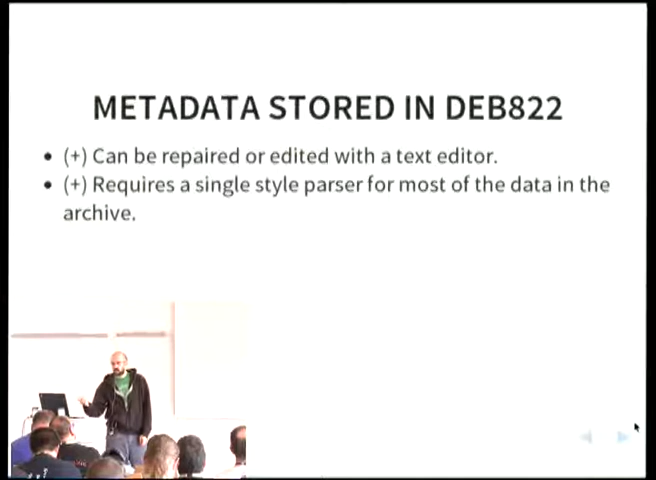 METADATA STORED IN DEB822
• (+) Can be repaired or edited with a text editor.
• (+) Requires a single style parser for most of the data in the
archive.